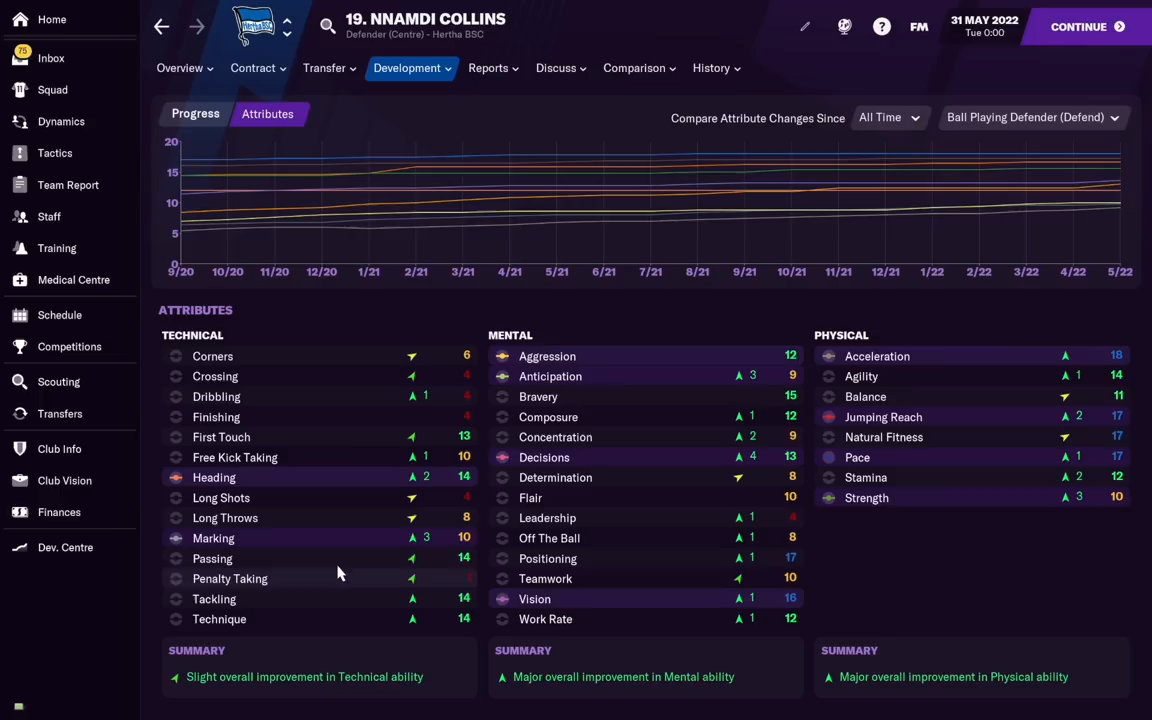 Home
75
Inbox
Squad
Dynamics
Tactics
Team Report
Staff
Training
Medical Centre
Schedule
Competitions
Scouting
Transfers
Club Info
Club Vision
Finances
Dev. Centre
19. NNAMDI COLLINS
Defender (Centre) - Hertha BSC
?
FM
31 MAY 2022
Tue 0:00
CONTINUE
Overview
Contract
Transfer
Development
Reports
Discuss
Comparison
History
Progress
Attributes
Compare Attribute Changes Since
All Time
Ball Playing Defender (Defend)
20
15
10
5
0
9/20 10/20 11/20 12/20 1/21 2/21 3/21 4/21 5/21 6/21 7/21 8/21 9/21 10/21 11/21 12/21 1/22 2/22 3/22 4/22 5/22
ATTRIBUTES
TECHNICAL
Corners 6
Crossing 4
Dribbling 1 4
Finishing 4
First Touch 13
Free Kick Taking 1 10
Heading 2 14
Long Shots 4
Long Throws 8
Marking 3 10
Passing 14
Penalty Taking
Tackling 14
Technique 14
SUMMARY
Slight overall improvement in Technical ability
MENTAL
Aggression 12
Anticipation 3 9
Bravery 15
Composure 1 12
Concentration 2 9
Decisions 4 13
Determination 8
Flair 10
Leadership 1 4
Off The Ball 1 8
Positioning 1 17
Teamwork 10
Vision 1 16
Work Rate 1 12
SUMMARY
Major overall improvement in Mental ability
PHYSICAL
Acceleration 18
Agility 1 14
Balance 11
Jumping Reach 2 17
Natural Fitness 17
Pace 1 17
Stamina 2 12
Strength 3 10
SUMMARY
Major overall improvement in Physical ability